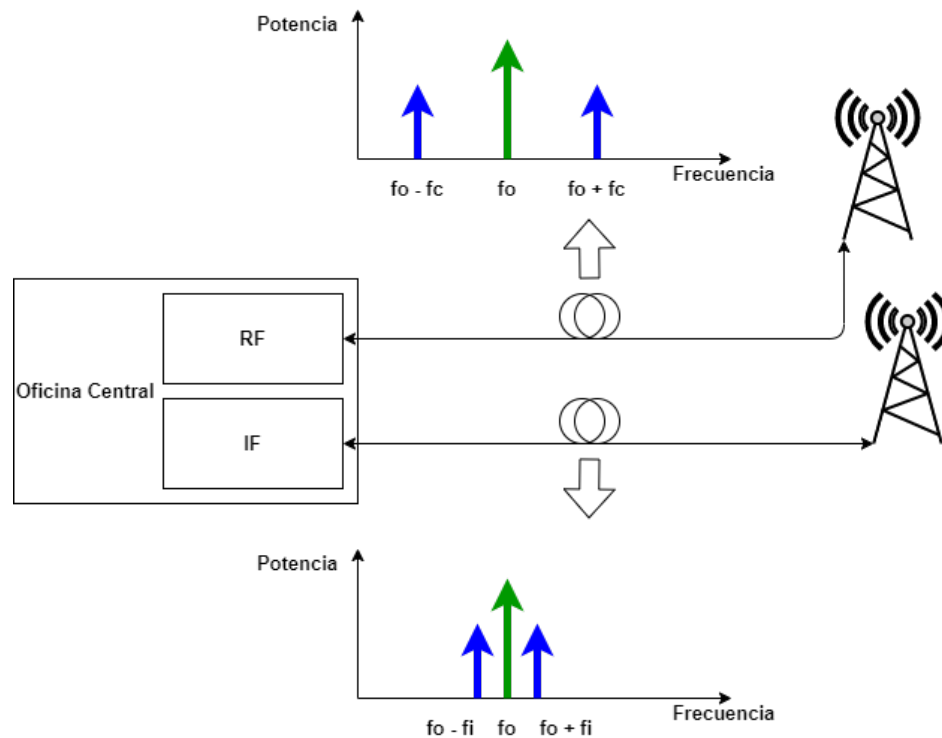 Potencia
Frecuencia
fo - fc
fo
fo + fc
RF
Oficina Central
IF
Potencia
Frecuencia
fo - fi
fo
fo + fi